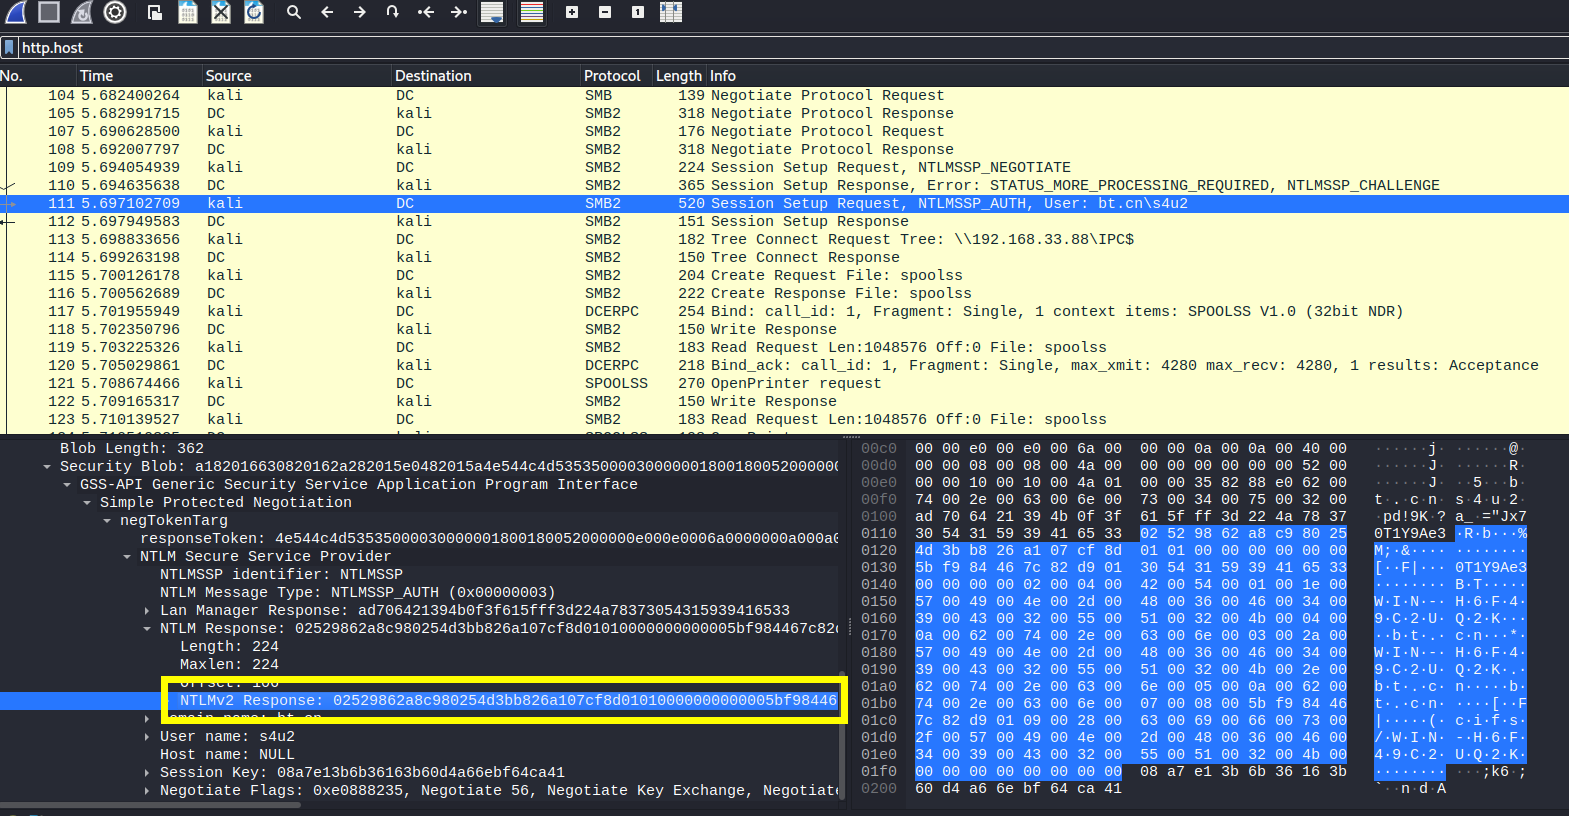 http.host
No. Time Source Destination Protocol Length Info
104 5.682400264 kali DC SMB 139 Negotiate Protocol Request
105 5.682991715 DC kali SMB2 318 Negotiate Protocol Response
107 5.690628500 kali DC SMB2 176 Negotiate Protocol Request
108 5.692007797 DC kali SMB2 318 Negotiate Protocol Response
109 5.694054939 kali DC SMB2 224 Session Setup Request, NTLMSSP_NEGOTIATE
110 5.694635638 DC kali SMB2 365 Session Setup Response, Error: STATUS_MORE_PROCESSING_REQUIRED, NTLMSSP_CHALLENGE
111 5.697102709 kali DC SMB2 520 Session Setup Request, NTLMSSP_AUTH, User: bt.cn\s4u2
112 5.697949583 DC kali SMB2 151 Session Setup Response
113 5.698833656 kali DC SMB2 182 Tree Connect Request Tree: \\192.168.33.88\IPC$
114 5.699263198 DC kali SMB2 150 Tree Connect Response
115 5.700126178 kali DC SMB2 204 Create Request File: spoolss
116 5.700562689 DC kali SMB2 222 Create Response File: spoolss
117 5.701955949 kali DC DCERPC 254 Bind: call_id: 1, Fragment: Single, 1 context items: SPOOLSS V1.0 (32bit NDR)
118 5.702350796 DC kali SMB2 150 Write Response
119 5.703225326 kali DC SMB2 183 Read Request Len:1048576 Off:0 File: spoolss
120 5.705029861 DC kali DCERPC 218 Bind_ack: call_id: 1, Fragment: Single, max_xmit: 4280 max_recv: 4280, 1 results: Acceptance
121 5.708674466 kali DC SPOOLSS 270 OpenPrinter request
122 5.709165317 DC kali SMB2 150 Write Response
123 5.710139527 kali DC SMB2 183 Read Request Len:1048576 Off:0 File: spoolss
Blob Length: 362
Security Blob: a182016630820162a282015e0482015a4e544c4d53535000030000001800180052000000
GSS-API Generic Security Service Application Program Interface
Simple Protected Negotiation
negTokenTarg
responseToken: 4e544c4d53535000030000001800180052000000e000e0006a0000000a000a0
NTLM Secure Service Provider
NTLMSSP identifier: NTLMSSP
NTLM Message Type: NTLMSSP_AUTH (0x00000003)
Lan Manager Response: ad706421394b0f3f615fff3d224a78373054315939416533
NTLM Response: 02529862a8c980254d3bb826a107cf8d01010000000000005bf984467c82d
Length: 224
Maxlen: 224
Offset: 106
NTLMv2 Response: 02529862a8c980254d3bb826a107cf8d01010000000000005bf98446
Domain name: bt.cn
User name: s4u2
Host name: NULL
Session Key: 08a7e13b6b36163b60d4a66ebf64ca41
Negotiate Flags: 0xe0888235, Negotiate 56, Negotiate Key Exchange, Negotiate
00c0 00 00 e0 00 e0 00 6a 00 00 00 0a 00 0a 00 40 00 ······j· ······@·
00d0 00 00 08 00 08 00 4a 00 00 00 00 00 00 00 52 00 ······J· ······R·
00e0 00 00 10 00 10 00 4a 01 00 00 35 82 88 e0 62 00 ······J· ··5···b·
00f0 74 00 2e 00 63 00 6e 00 73 00 34 00 75 00 32 00 t·.·c·n· s·4·u·2·
0100 ad 70 64 21 39 4b 0f 3f 61 5f ff 3d 22 4a 78 37 ·pd!9K·? a_·="Jx7
0110 30 54 31 59 39 41 65 33 02 52 98 62 a8 c9 80 25 0T1Y9Ae3 ·R·b···%
0120 4d 3b b8 26 a1 07 cf 8d 01 01 00 00 00 00 00 00 M;·&···· ········
0130 5b f9 84 46 7c 82 d9 01 30 54 31 59 39 41 65 33 [··F|··· 0T1Y9Ae3
0140 00 00 00 00 02 00 04 00 42 00 54 00 01 00 1e 00 ········ B·T·····
0150 57 00 49 00 4e 00 2d 00 48 00 36 00 46 00 34 00 W·I·N·-· H·6·F·4·
0160 39 00 43 00 32 00 55 00 51 00 32 00 4b 00 04 00 9·C·2·U· Q·2·K···
0170 0a 00 62 00 74 00 2e 00 63 00 6e 00 03 00 2a 00 ··b·t·.· c·n···*·
0180 57 00 49 00 4e 00 2d 00 48 00 36 00 46 00 34 00 W·I·N·-· H·6·F·4·
0190 39 00 43 00 32 00 55 00 51 00 32 00 4b 00 2e 00 9·C·2·U· Q·2·K·.·
01a0 62 00 74 00 2e 00 63 00 6e 00 05 00 0a 00 62 00 b·t·.·c· n·····b·
01b0 74 00 2e 00 63 00 6e 00 07 00 08 00 5b f9 84 46 t·.·c·n· ····[··F
01c0 7c 82 d9 01 09 00 28 00 63 00 69 00 66 00 73 00 |·····(· c·i·f·s·
01d0 2f 00 57 00 49 00 4e 00 2d 00 48 00 36 00 46 00 /·W·I·N· -·H·6·F·
01e0 34 00 39 00 43 00 32 00 55 00 51 00 32 00 4b 00 4·9·C·2· U·Q·2·K·
01f0 00 00 00 00 00 00 00 00 08 a7 e1 3b 6b 36 16 3b ········ ···;k6·;
0200 60 d4 a6 6e bf 64 ca 41 `··n·d·A